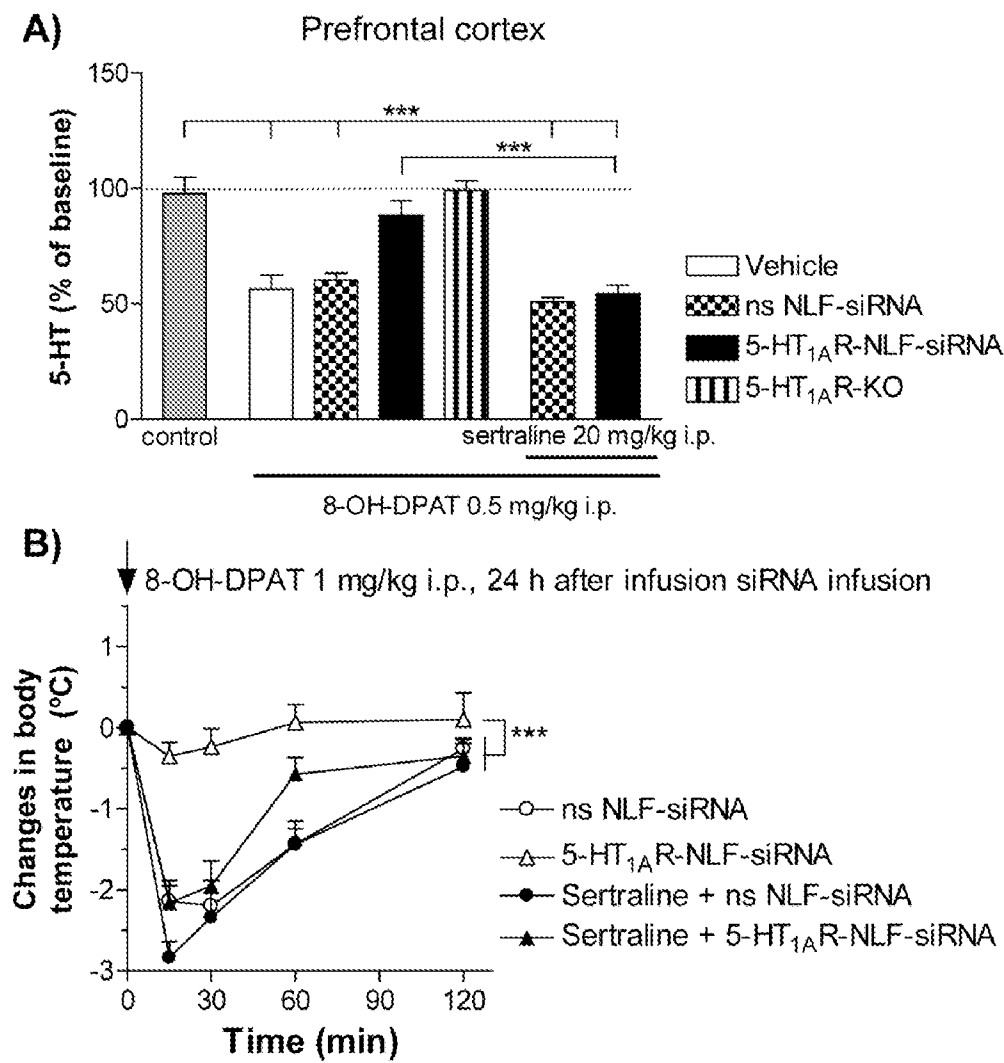 A)
Prefrontal cortex
150
100
50
0
5-HT (% of baseline)
***
***
control
sertraline 20 mg/kg i.p.
8-OH-DPAT 0.5 mg/kg i.p.
Vehicle
ns NLF-siRNA
5-HT1AR-NLF-siRNA
5-HT1AR-KO
B)
8-OH-DPAT 1 mg/kg i.p., 24 h after infusion siRNA infusion
1
0
-1
-2
-3
Changes in body
temperature (ºC)
***
0 30 60 90 120
Time (min)
ns NLF-siRNA
5-HT1AR-NLF-siRNA
Sertraline + ns NLF-siRNA
Sertraline + 5-HT1AR-NLF-siRNA